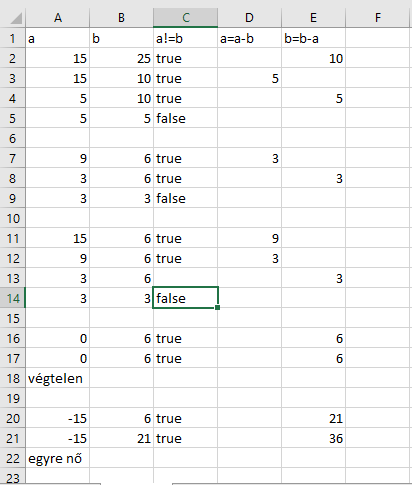 A B C D E F
1 a b a!=b a=a-b b=b-a
2 15 25 true 10
3 15 10 true 5
4 5 10 true 5
5 5 5 false
6
7 9 6 true 3
8 3 6 true 3
9 3 3 false
10
11 15 6 true 9
12 9 6 true 3
13 3 6 3
14 3 3 false
15
16 0 6 true 6
17 0 6 true 6
18 végtelen
19
20 -15 6 true 21
21 -15 21 true 36
22 egyre nő
23